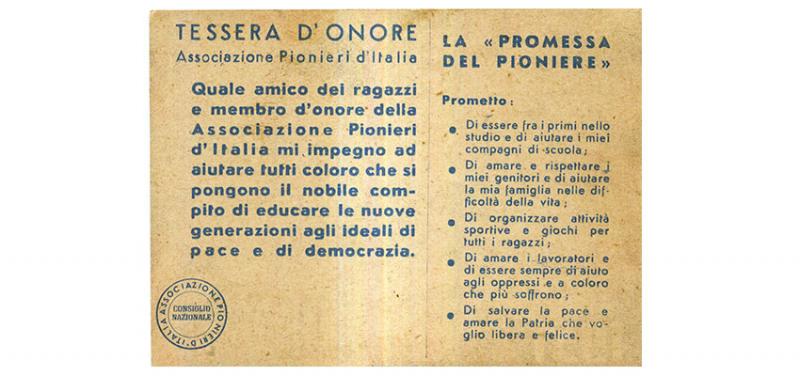 TESSERA D'ONORE
Associazione Pionieri d'Italia
Quale amico dei ragazzi
e membro d'onore della
Associazione Pionieri
d'Italia mi impegno ad
aiutare tutti coloro che si
pongono il nobile com-
pito di educare le nuove
generazioni agli ideali di
pace e di democrazia.
ASSOCIAZIONE PIONIERI D'ITALIA
CONSIGLIO
NAZIONALE
LA «PROMESSA
DEL PIONIERE»
Prometto:
• Di essere fra i primi nello
studio e di aiutare i miei
compagni di scuola;
• Di amare e rispettare i
miei genitori e di aiutare
la mia famiglia nelle dif-
ficoltà della vita;
• Di organizzare attività
sportive e giochi per
tutti i ragazzi;
• Di amare i lavoratori e
di essere sempre di aiuto
agli oppressi e a coloro
che più soffrono;
• Di salvare la pace e
amare la Patria che vo-
glio libera e felice.